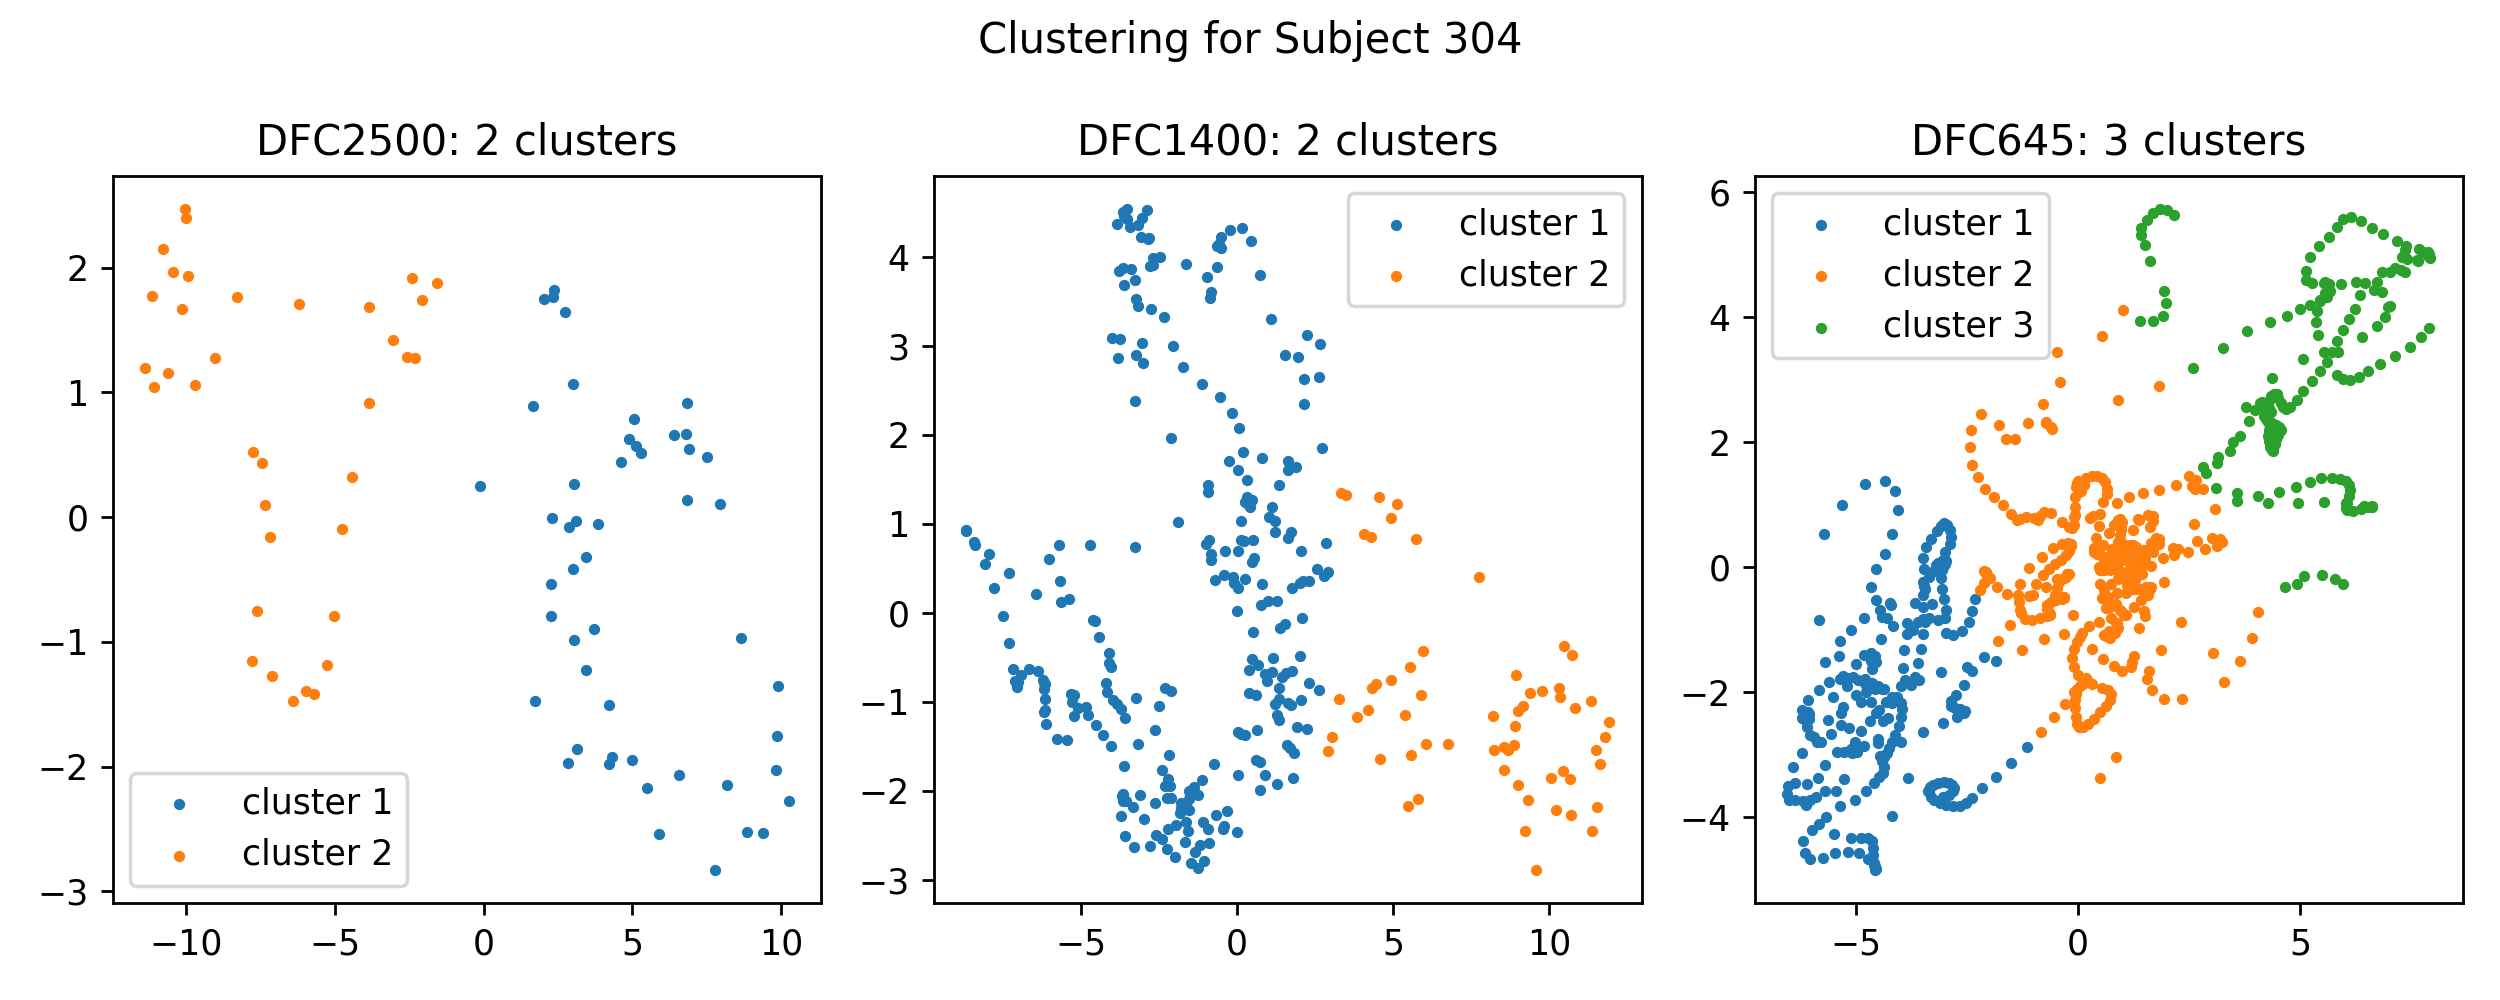 Clustering for Subject 304
DFC2500: 2 clusters
2
1
0
−1
−2
−3
−10
−5
0
5
10
cluster 1
cluster 2
DFC1400: 2 clusters
4
3
2
1
0
−1
−2
−3
−5
0
5
10
cluster 1
cluster 2
DFC645: 3 clusters
6
4
2
0
−2
−4
−5
0
5
cluster 1
cluster 2
cluster 3